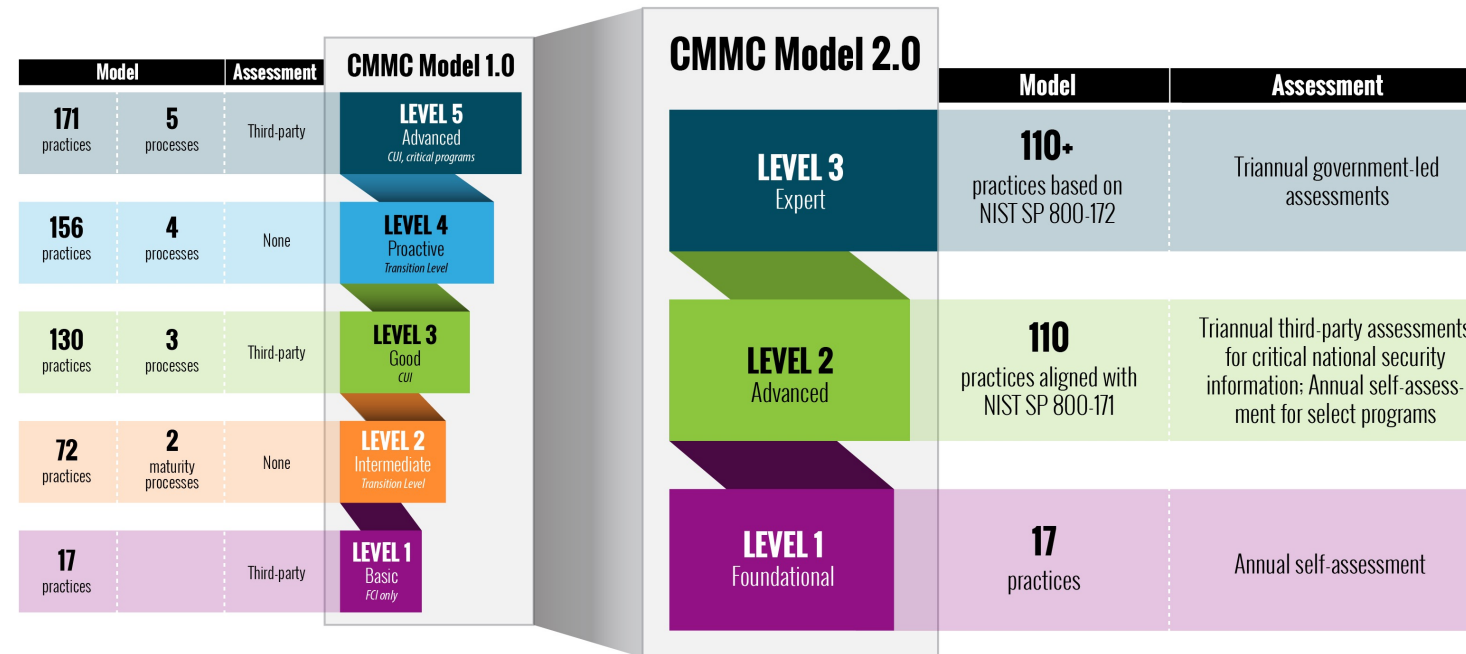 Model
Assessment
CMMC Model 1.0
171
practices
5
processes
Third-party
LEVEL 5
Advanced
CUI, critical programs
156
practices
4
processes
None
LEVEL 4
Proactive
Transition Level
130
practices
3
processes
Third-party
LEVEL 3
Good
CUI
72
practices
2
maturity
processes
None
LEVEL 2
Intermediate
Transition Level
17
practices
Third-party
LEVEL 1
Basic
FCI only
CMMC Model 2.0
Model
Assessment
LEVEL 3
Expert
110+
practices based on
NIST SP 800-172
Triannual government-led
assessments
LEVEL 2
Advanced
110
practices aligned with
NIST SP 800-171
Triannual third-party assessments
for critical national security
information; Annual self-assess-
ment for select programs
LEVEL 1
Foundational
17
practices
Annual self-assessment